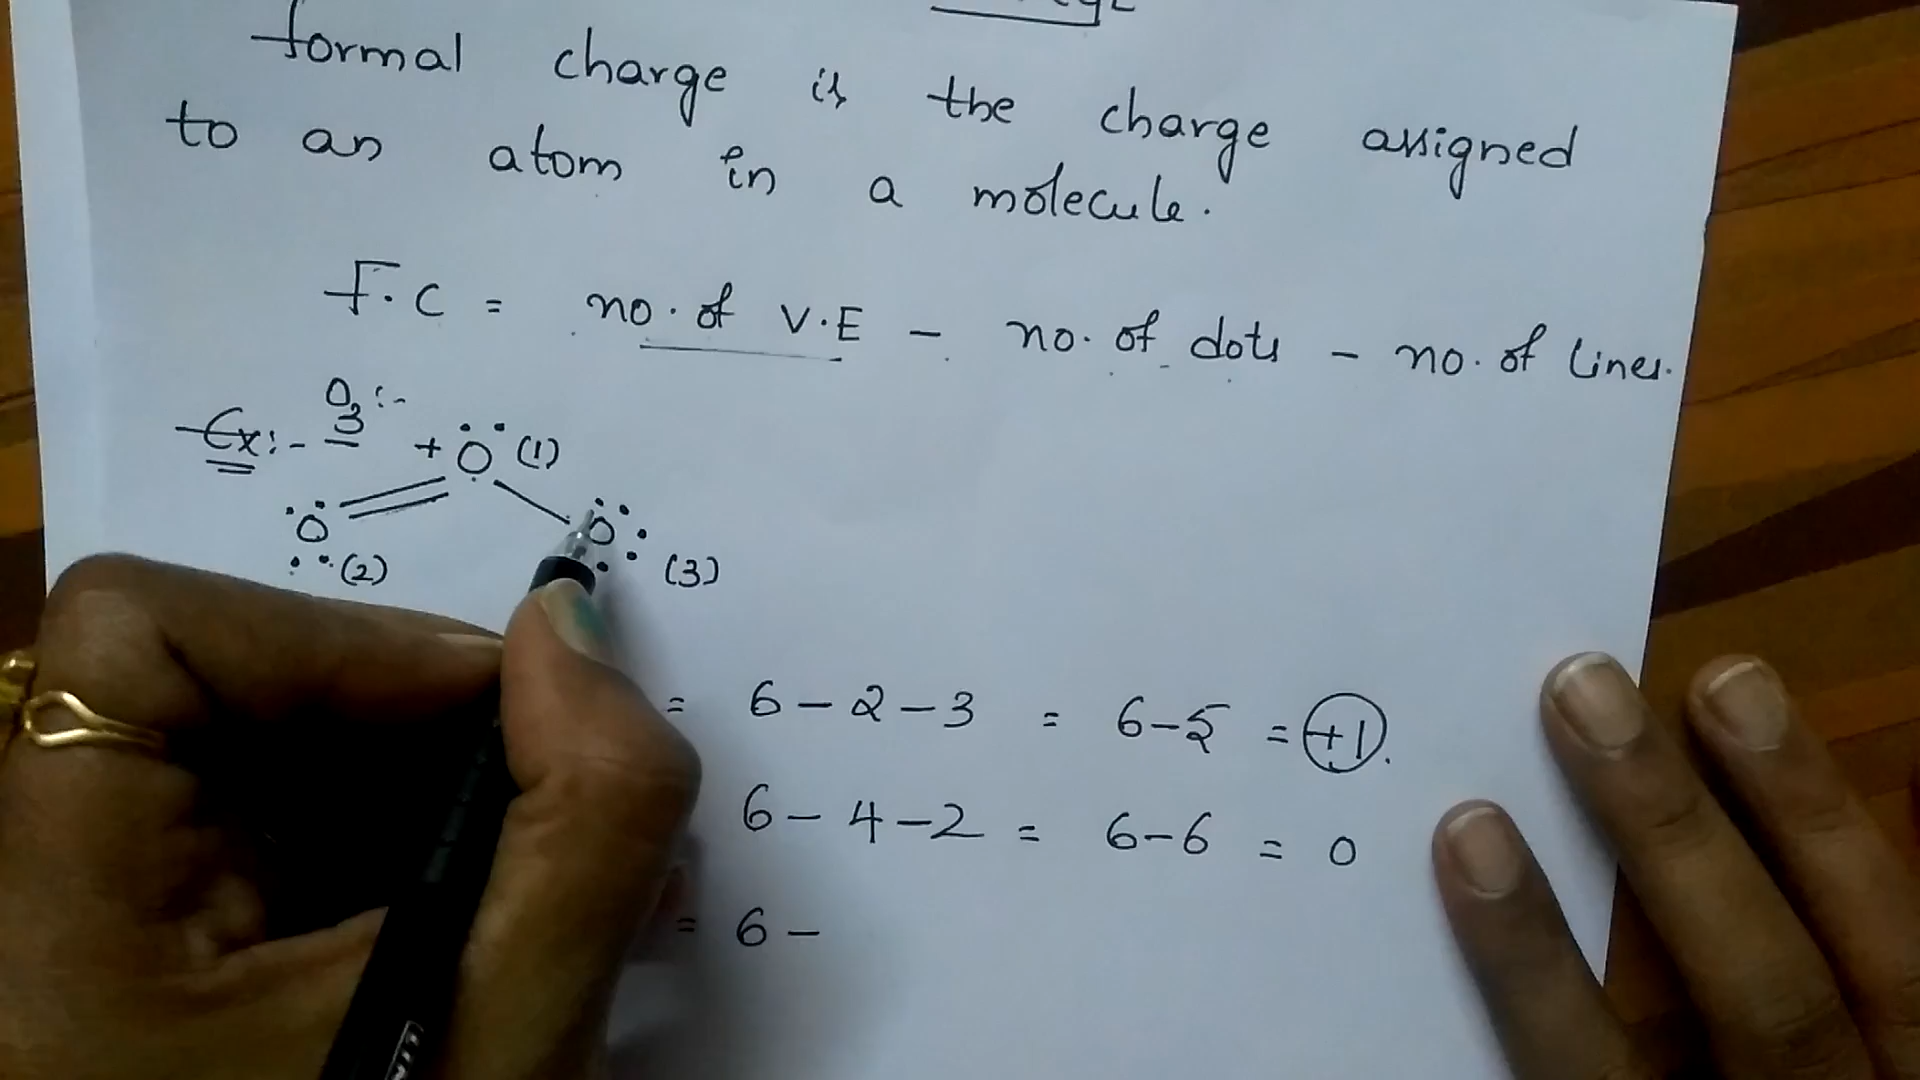 formal charge is the charge assigned
to an atom in a molecule.
F.C = no. of V.E - no. of dots - no. of lines.
Ex:- O3 :-
+ O (1)
O (2)
O (3)
= 6 - 2 - 3 = 6 - 5 = +1.
6 - 4 - 2 = 6 - 6 = 0
= 6 -